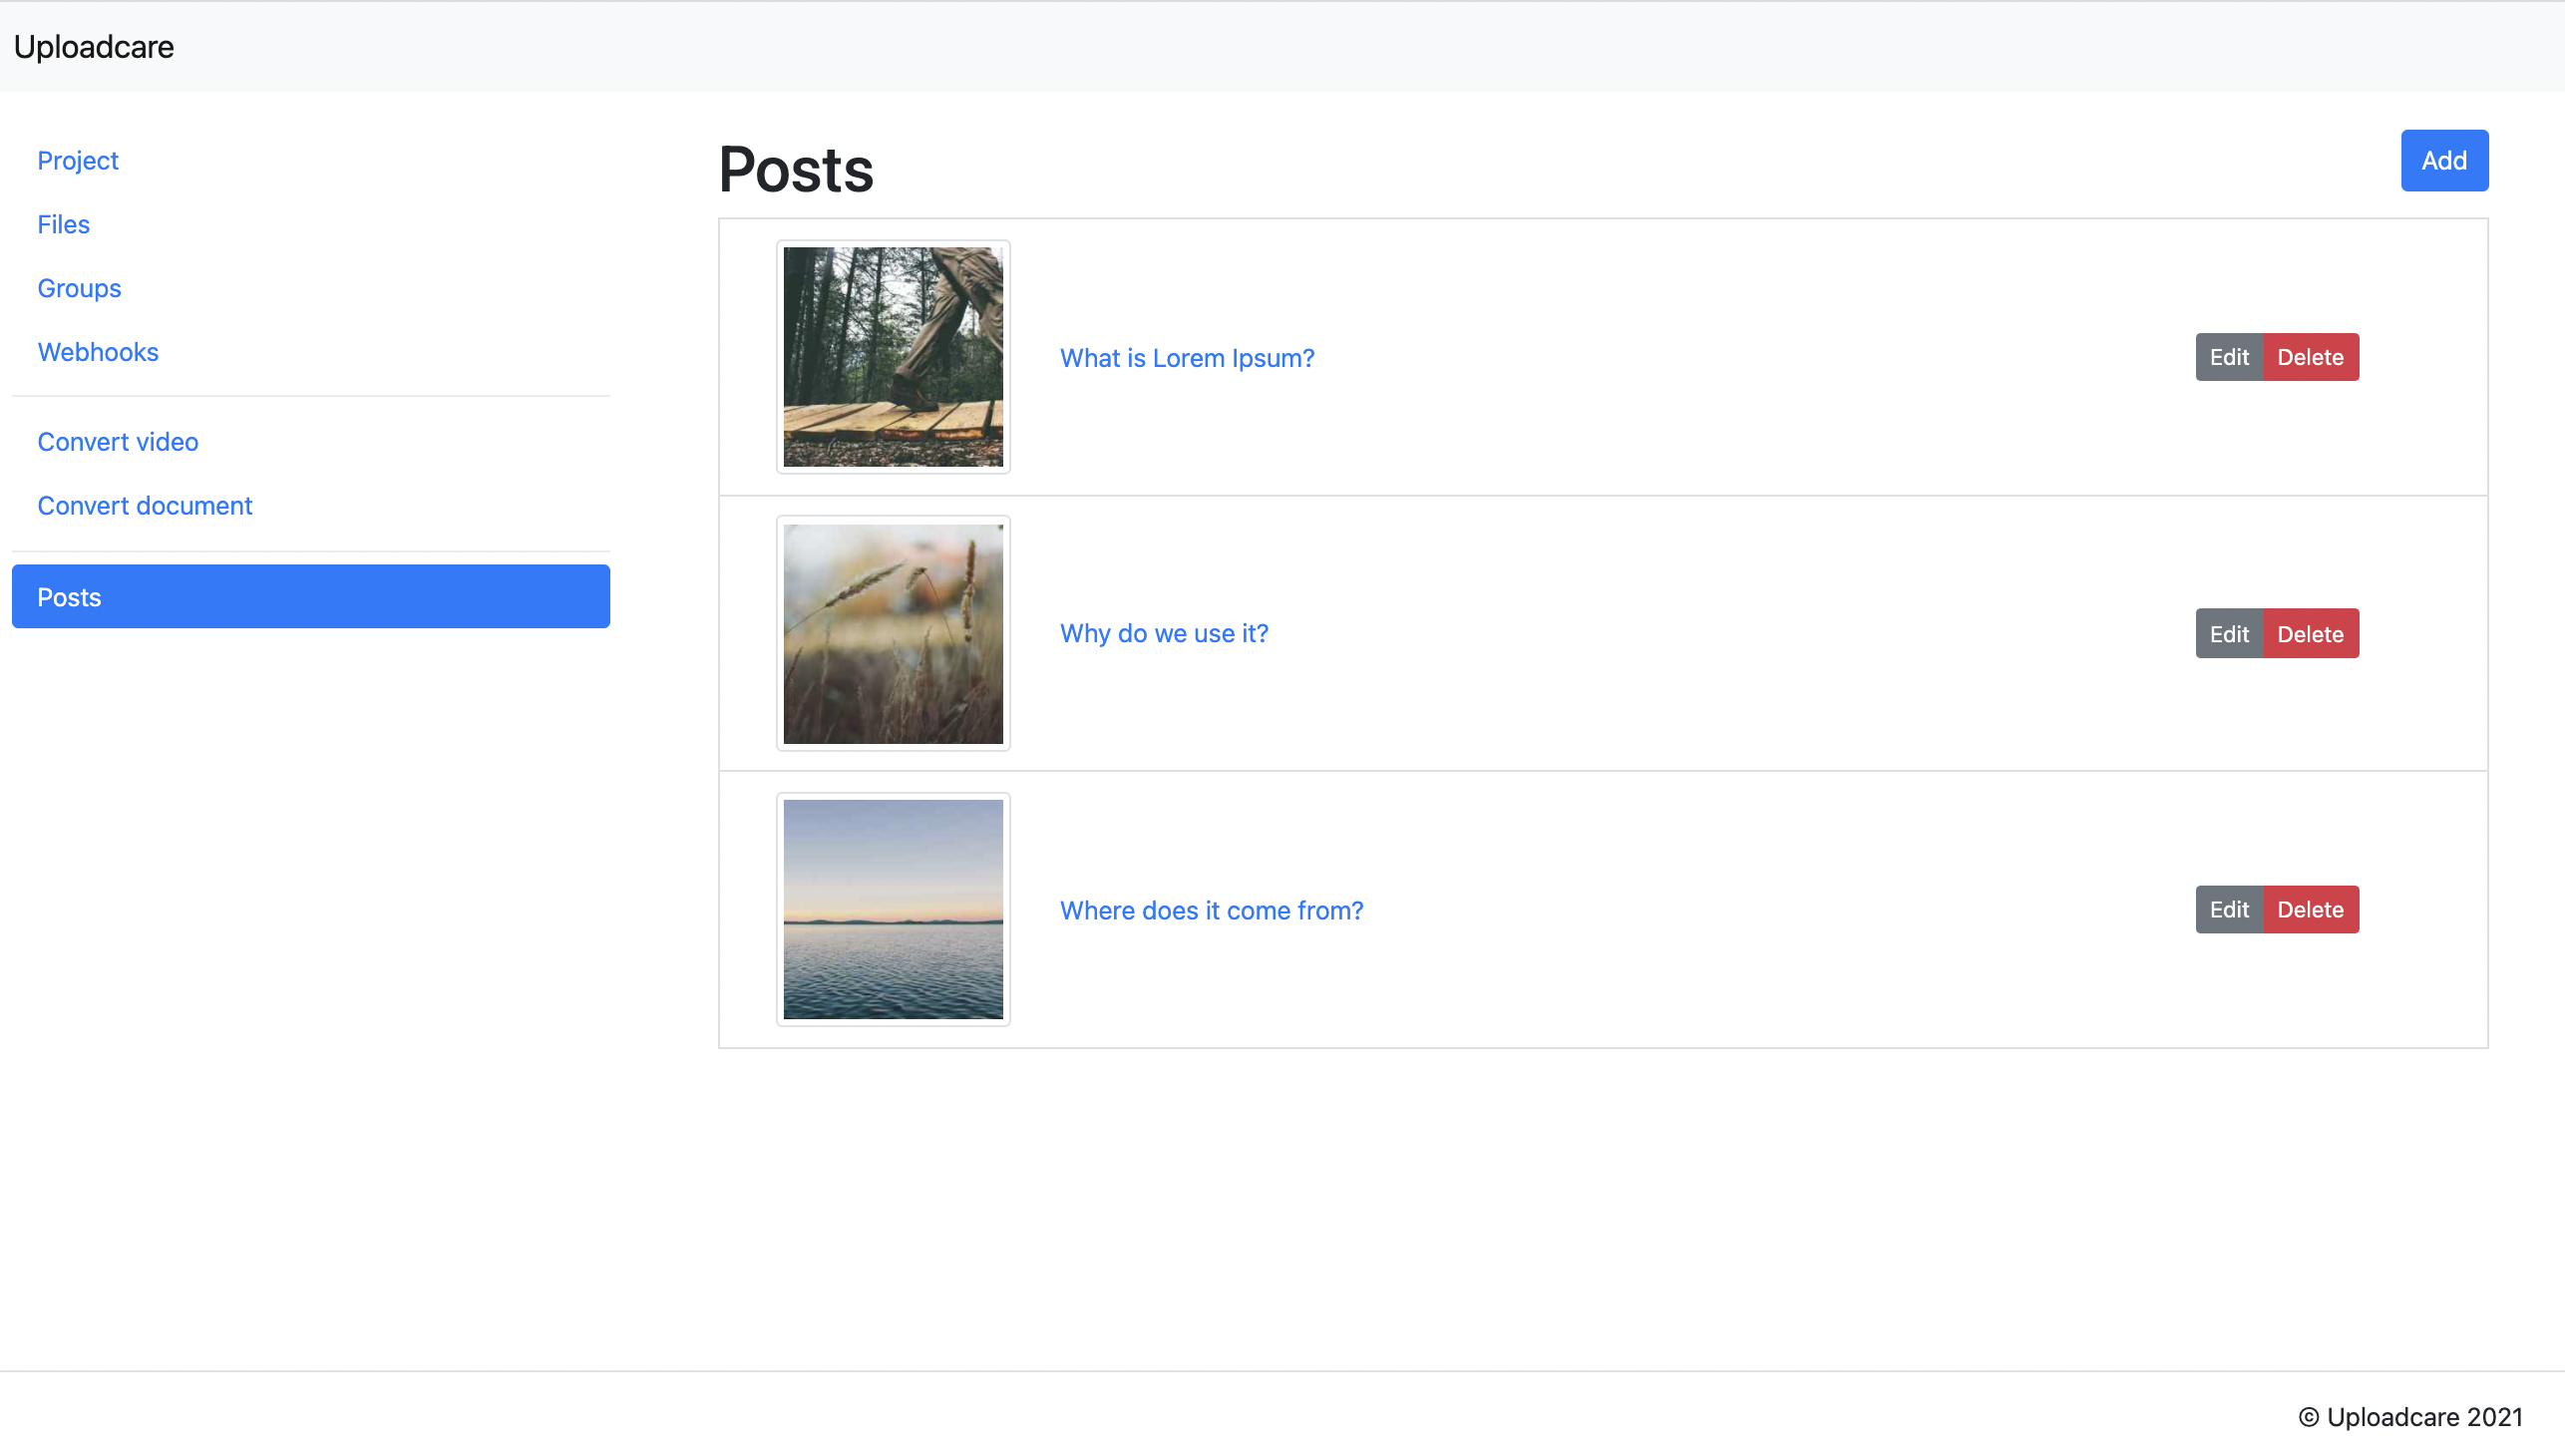 Uploadcare
Project
Files
Groups
Webhooks
Convert video
Convert document
Posts
Posts
Add
What is Lorem Ipsum?
Edit Delete
Why do we use it?
Edit Delete
Where does it come from?
Edit Delete
© Uploadcare 2021